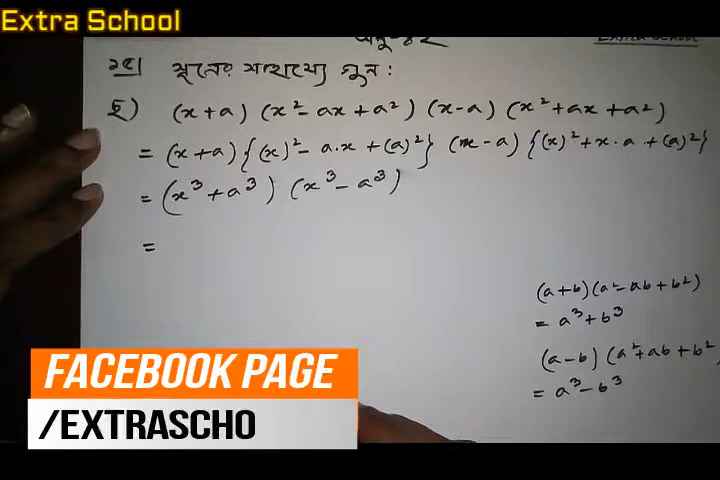 Extra School
১৫। সূত্রের সাহায্যে গুন :
ছ) (x+a) (x²-ax+a²) (x-a) (x²+ax+a²)
= (x+a) {(x)²- a.x+(a)²} (x-a) {(x)²+x.a+(a)²}
= (x³+a³) (x³-a³)
=
(a+b)(a²-ab+b²)
= a³+b³
(a-b) (a²+ab+b²
= a³-b³
FACEBOOK PAGE
/EXTRASCHO